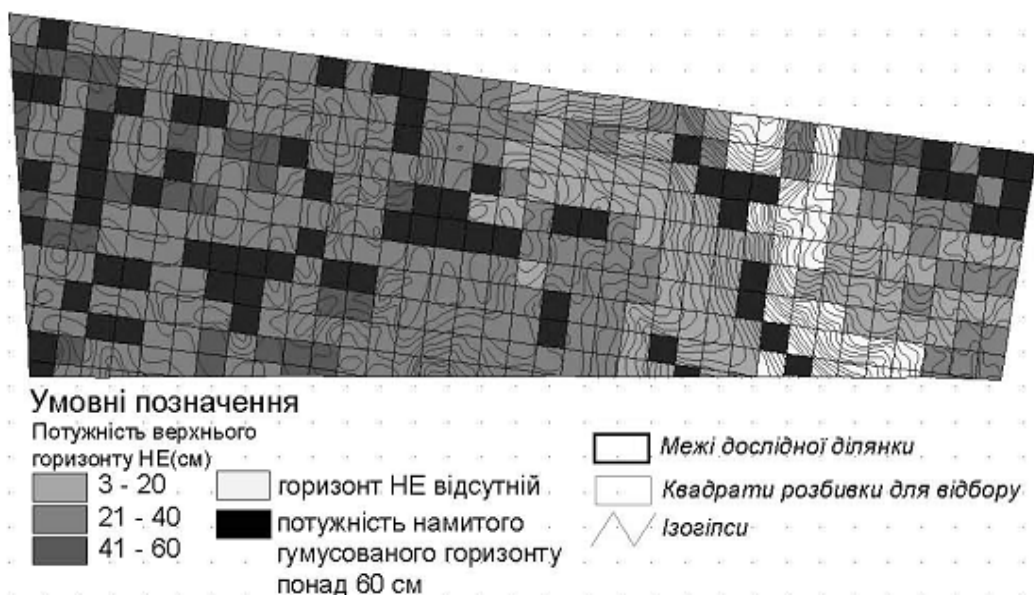 Умовні позначення
Потужність верхнього
горизонту НЕ(см)
3 - 20
21 - 40
41 - 60
горизонт НЕ відсутній
потужність намитого
гумусованого горизонту
понад 60 см
Межі дослідної ділянки
Квадрати розбивки для відбору
Ізогіпси